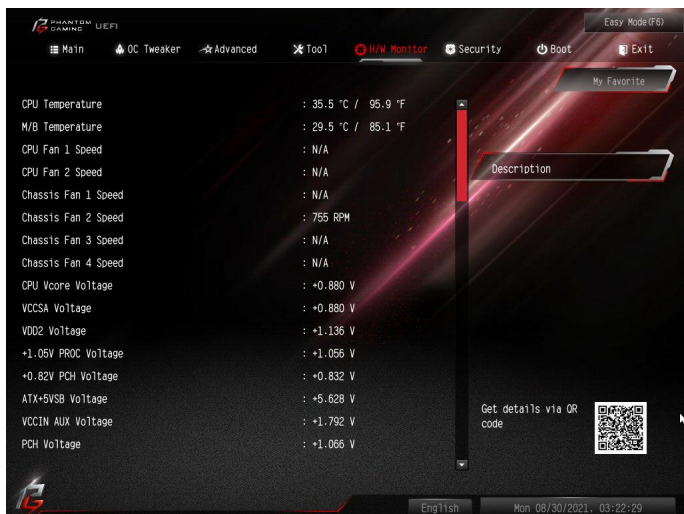 PHANTOM GAMING UEFI
Easy Mode(F6)
Main OC Tweaker Advanced Tool H/W Monitor Security Boot Exit
My Favorite
CPU Temperature : 35.5 °C / 95.9 °F
M/B Temperature : 29.5 °C / 85.1 °F
CPU Fan 1 Speed : N/A
CPU Fan 2 Speed : N/A
Description
Chassis Fan 1 Speed : N/A
Chassis Fan 2 Speed : 755 RPM
Chassis Fan 3 Speed : N/A
Chassis Fan 4 Speed : N/A
CPU Vcore Voltage : +0.880 V
VCCSA Voltage : +0.880 V
VDD2 Voltage : +1.136 V
+1.05V PROC Voltage : +1.056 V
+0.82V PCH Voltage : +0.832 V
ATX+5VSB Voltage : +5.628 V
VCCIN AUX Voltage : +1.792 V
PCH Voltage : +1.066 V
Get details via QR
code
English Mon 08/30/2021, 03:22:29